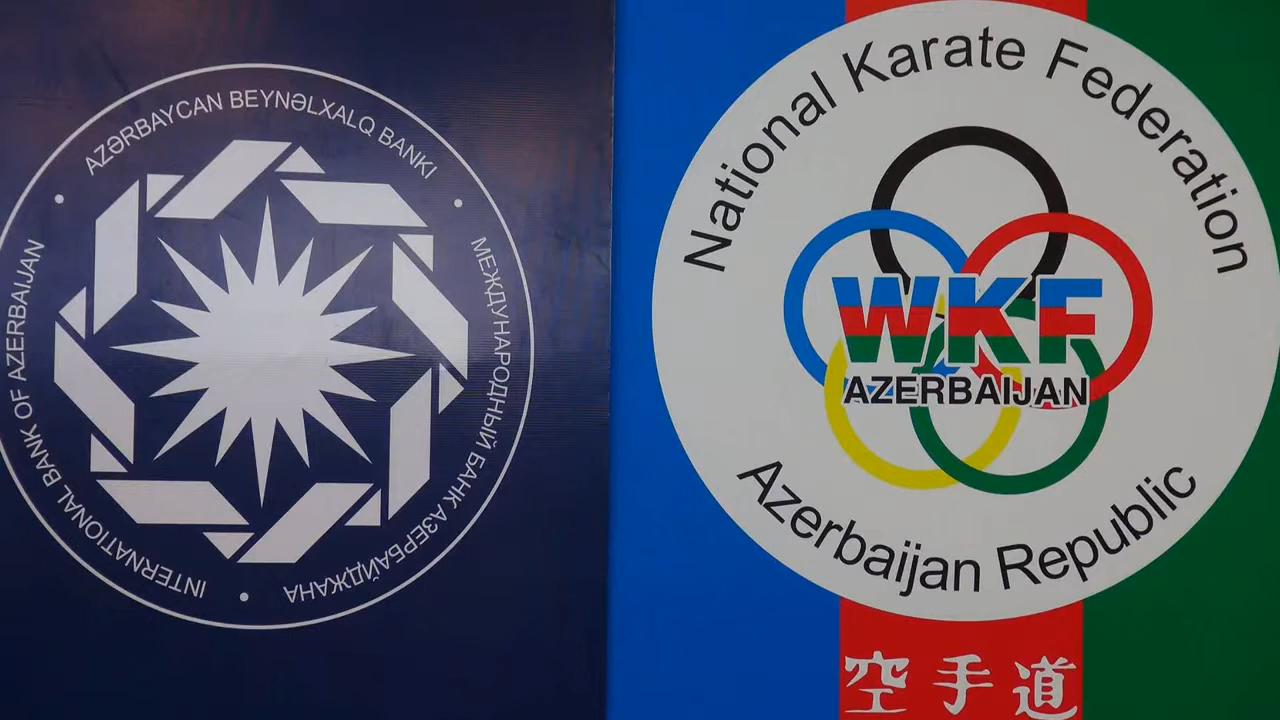 AZƏRBAYCAN BEYNƏLXALQ BANKI
МЕЖДУНАРОДНЫЙ БАНК АЗЕРБАЙДЖАНА
INTERNATIONAL BANK OF AZERBAIJAN
National Karate Federation
WKF
AZERBAIJAN
Azerbaijan Republic
空手道